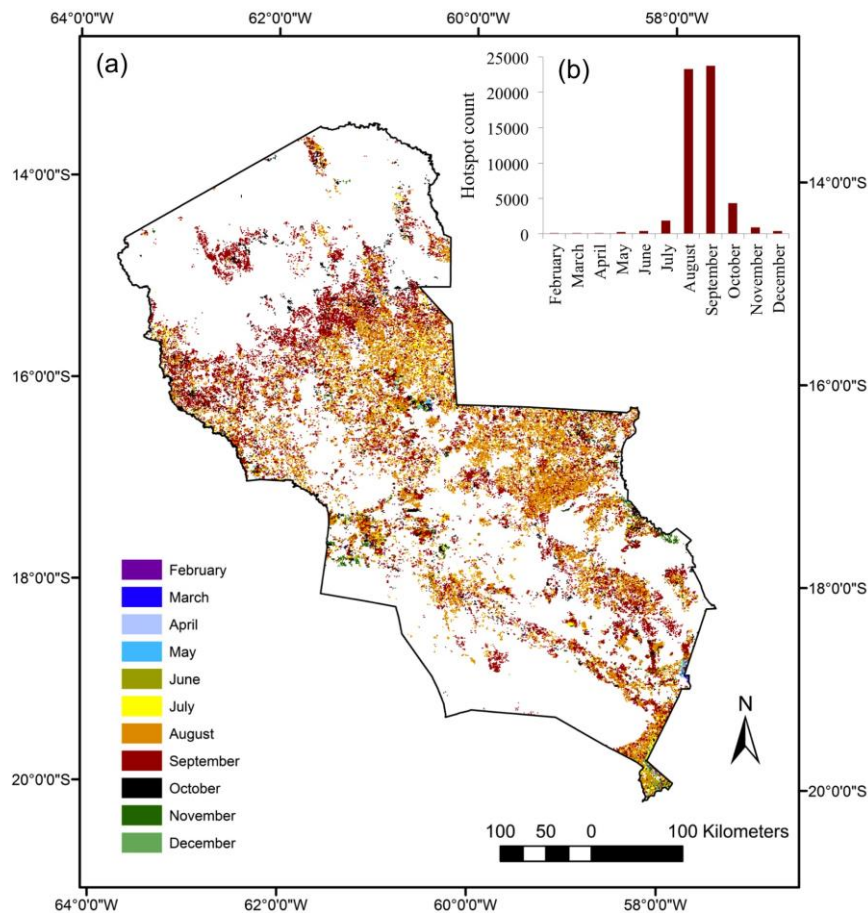 64°0'0"W 62°0'0"W 60°0'0"W 58°0'0"W
(a)
(b)
Hotspot count
25000
20000
15000
10000
5000
0
February
March
April
May
June
July
August
September
October
November
December
14°0'0"S 14°0'0"S
16°0'0"S 16°0'0"S
18°0'0"S 18°0'0"S
20°0'0"S 20°0'0"S
February
March
April
May
June
July
August
September
October
November
December
N
100 50 0 100 Kilometers
64°0'0"W 62°0'0"W 60°0'0"W 58°0'0"W